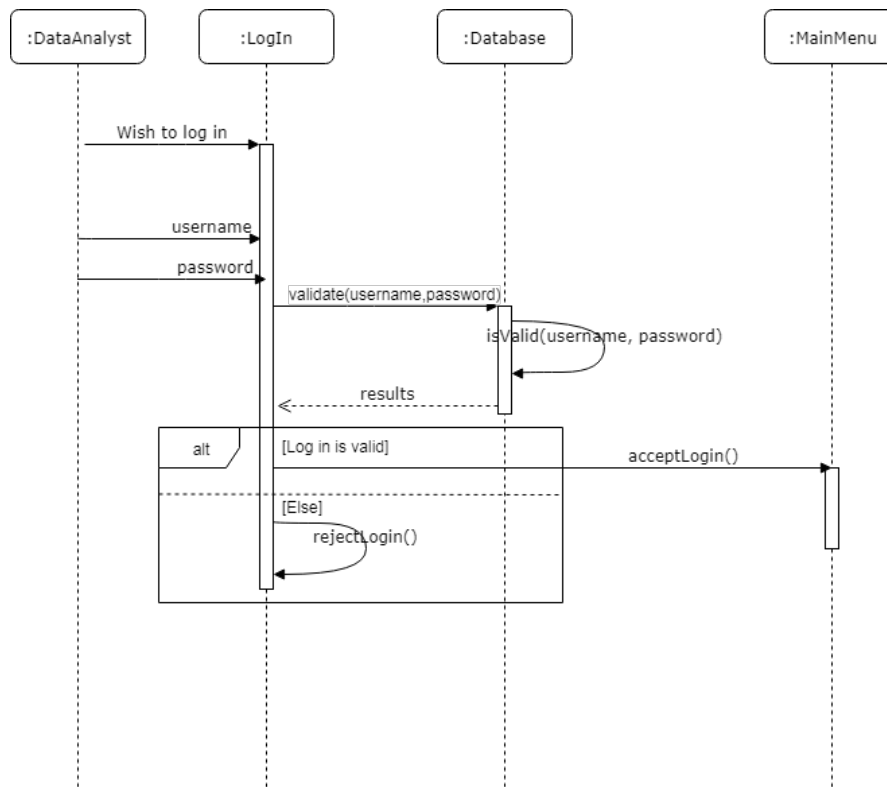 :DataAnalyst
:LogIn
:Database
:MainMenu
Wish to log in
username
password
validate(username,password)
isValid(username, password)
results
alt
[Log in is valid]
acceptLogin()
[Else]
rejectLogin()